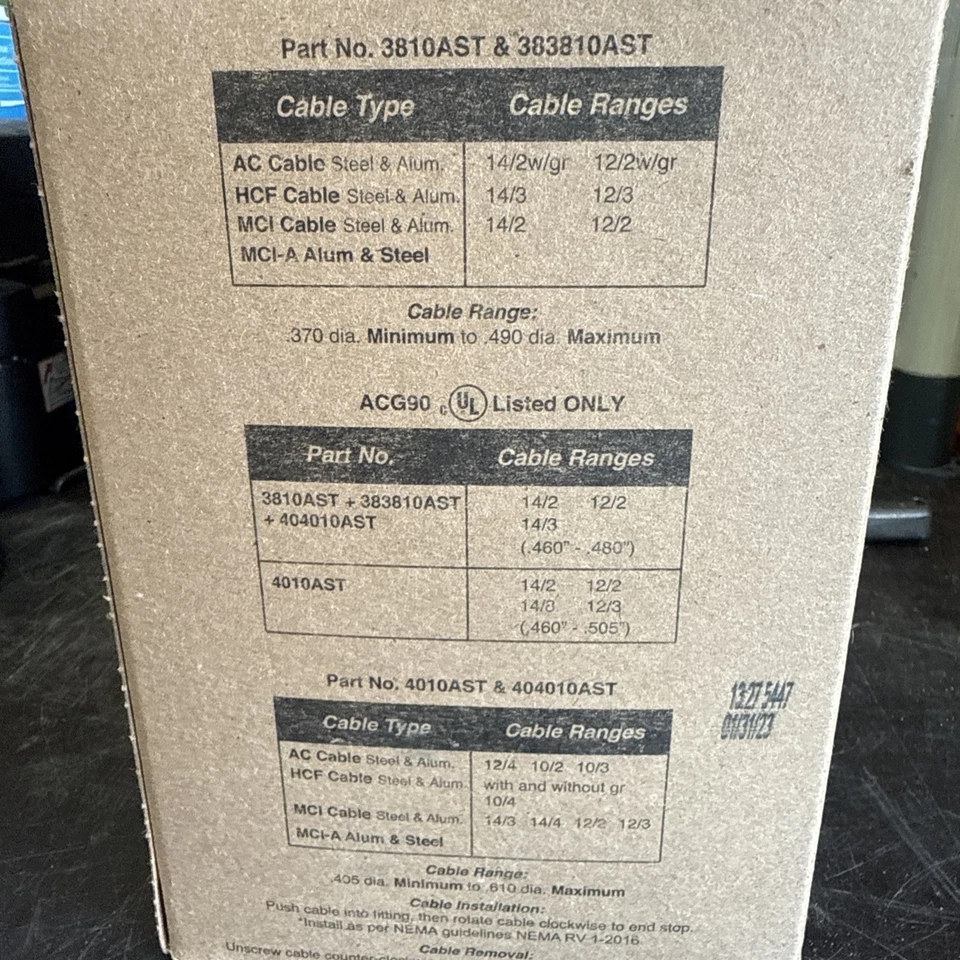 Part No. 3810AST & 383810AST
Cable Type Cable Ranges
AC Cable Steel & Alum. 14/2w/gr 12/2w/gr
HCF Cable Steel & Alum. 14/3 12/3
MCI Cable Steel & Alum. 14/2 12/2
MCI-A Alum & Steel
Cable Range:
.370 dia. Minimum to .490 dia. Maximum
ACG90 c UL Listed ONLY
Part No. Cable Ranges
3810AST + 383810AST 14/2 12/2
+ 404010AST 14/3
(.460" - .480")
4010AST 14/2 12/2
14/3 12/3
(.460" - .505")
Part No. 4010AST & 404010AST
13:27 5447
01/31/23
Cable Type Cable Ranges
AC Cable Steel & Alum. 12/4 10/2 10/3
HCF Cable Steel & Alum. with and without gr
10/4
MCI Cable Steel & Alum. 14/3 14/4 12/2 12/3
MCI-A Alum & Steel
Cable Range:
.405 dia. Minimum to .610 dia. Maximum
Cable Installation:
Push cable into fitting, then rotate cable clockwise to end stop.
*Install as per NEMA guidelines NEMA RV 1-2016
Cable Removal:
Unscrew cable